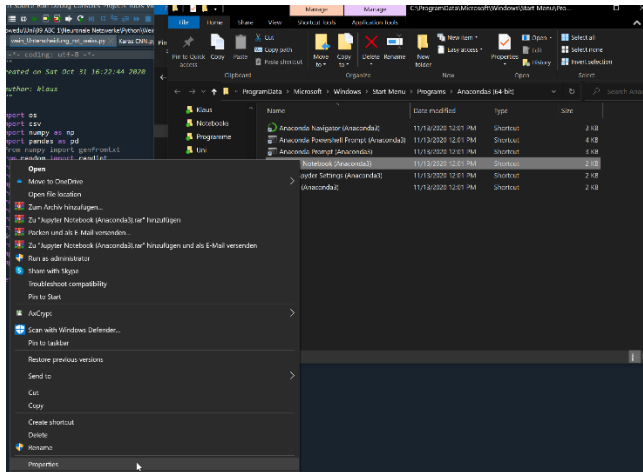 File Home Share View Shortcut Tools Application Tools
Manage Manage
C:\ProgramData\Microsoft\Windows\Start Menu\Pro...
Pin to Quick access
Copy
Paste
Cut
Copy path
Paste shortcut
Clipboard
Move to
Copy to
Delete
Rename
Organize
New folder
New item
Easy access
New
Properties
Open
Edit
History
Open
Select all
Select none
Invert selection
Select
ProgramData › Microsoft › Windows › Start Menu › Programs › Anaconda3 (64-bit)
Name Date modified Type Size
Klaus
Notebooks
Programme
Uni
Anaconda Navigator (Anaconda3) 11/13/2020 12:01 PM Shortcut 3 KB
Anaconda Powershell Prompt (Anaconda3) 11/13/2020 12:01 PM Shortcut 4 KB
Anaconda Prompt (Anaconda3) 11/13/2020 12:01 PM Shortcut
Notebook (Anaconda3) 11/13/2020 12:01 PM Shortcut 2 KB
pyder Settings (Anaconda3) 11/13/2020 12:01 PM Shortcut 2 KB
(Anaconda3) 11/13/2020 12:01 PM Shortcut 2 KB
-*- coding: utf-8 -*-
eated on Sat Oct 31 16:22:44 2020
uthor: klaus
port os
port csv
port numpy as np
port pandas as pd
rom numpy import genfromtxt
Open
Move to OneDrive
Open file location
Zum Archiv hinzufügen...
Zu "Jupyter Notebook (Anaconda3).rar" hinzufügen
Packen und als E-Mail versenden...
Zu "Jupyter Notebook (Anaconda3).rar" hinzufügen und als E-Mail versenden
Run as administrator
Share with Skype
Troubleshoot compatibility
Pin to Start
AxCrypt
Scan with Windows Defender...
Pin to taskbar
Restore previous versions
Send to
Cut
Copy
Create shortcut
Delete
Rename
Properties